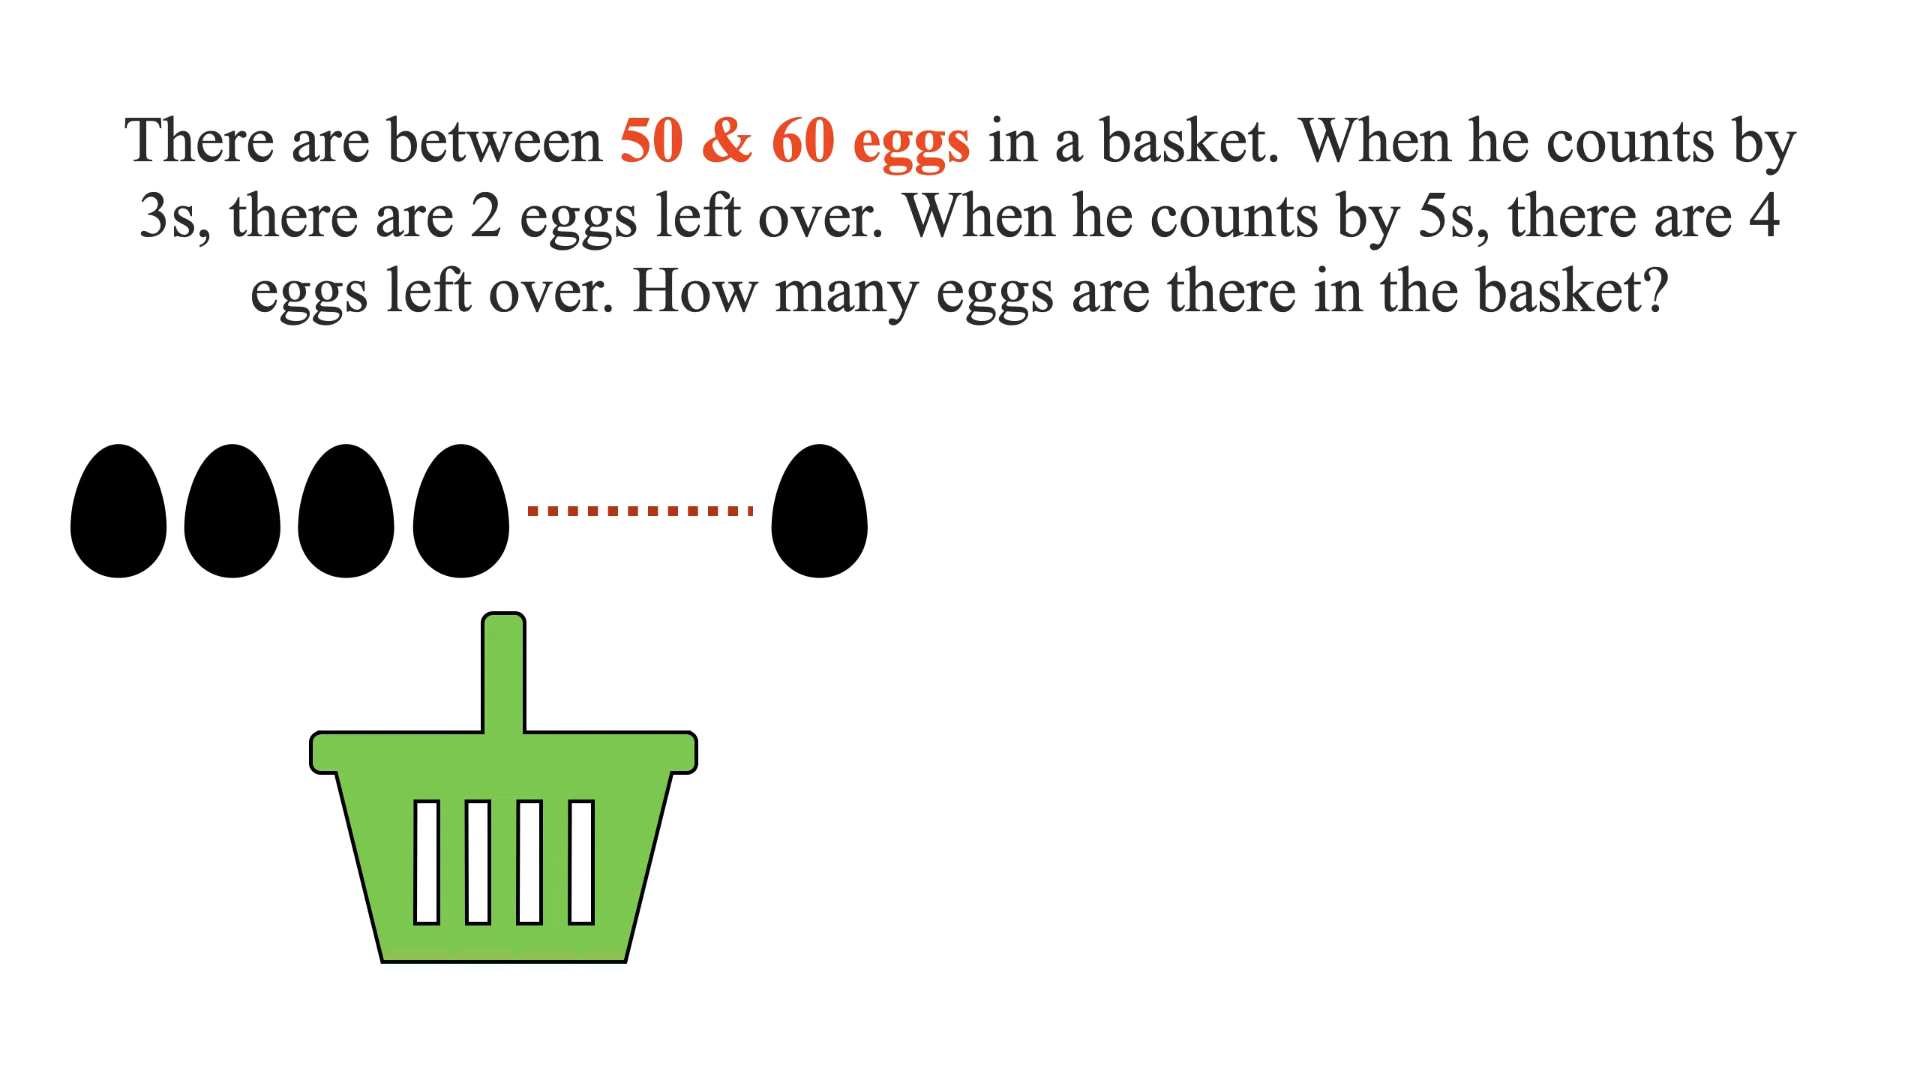 There are between 50 & 60 eggs in a basket. When he counts by
3s, there are 2 eggs left over. When he counts by 5s, there are 4
eggs left over. How many eggs are there in the basket?